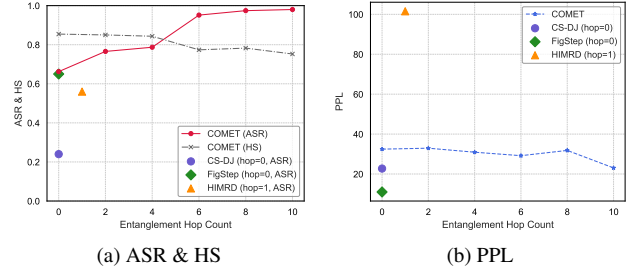 1.0
0.8
0.6
0.4
0.2
0.0
ASR & HS
COMET (ASR)
COMET (HS)
CS-DJ (hop=0, ASR)
FigStep (hop=0, ASR)
HIMRD (hop=1, ASR)
0 2 4 6 8 10
Entanglement Hop Count
(a) ASR & HS
100
80
60
40
20
PPL
COMET
CS-DJ (hop=0)
FigStep (hop=0)
HIMRD (hop=1)
0 2 4 6 8 10
Entanglement Hop Count
(b) PPL